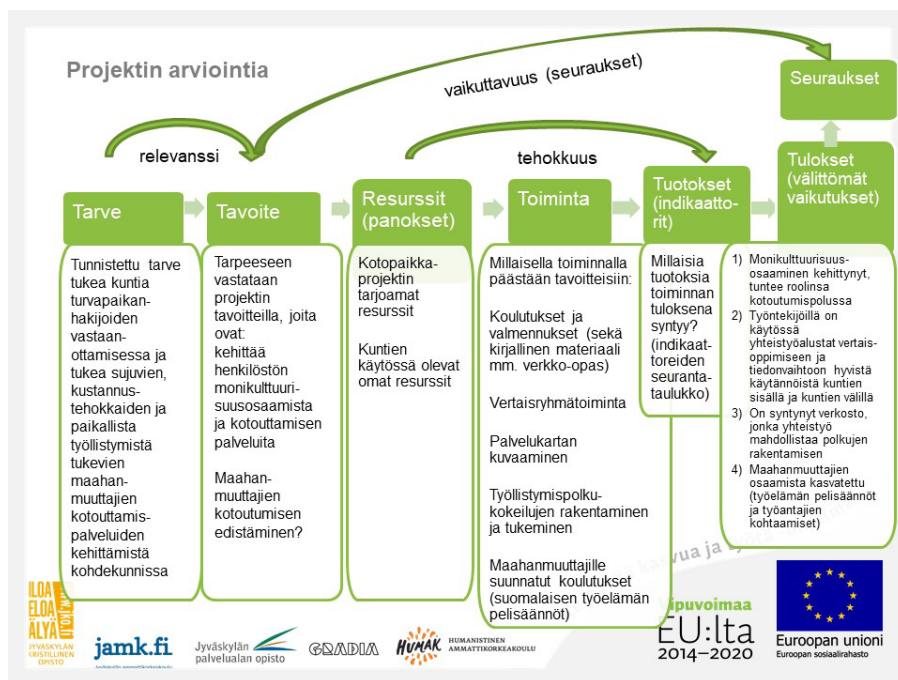 Projektin arviointia
vaikuttavuus (seuraukset)
Seuraukset
relevanssi
tehokkuus
Tarve
Tavoite
Resurssit
(panokset)
Toiminta
Tuotokset
(indikaatto-
rit)
Tulokset
(välittömät
vaikutukset)
Tunnistettu tarve
tukea kuntia
turvapaikan-
hakijoiden
vastaan-
ottamisessa ja
tukea sujuvien,
kustannus-
tehokkaiden ja
paikallista
työllistymistä
tukevien
maahan-
muuttajien
kotouttamis-
palveluiden
kehittämistä
kohdekunnissa
Tarpeeseen
vastataan
projektin
tavoitteilla, joita
ovat:
kehittää
henkilöstön
monikulttuuri-
suusosaamista
ja kotouttamisen
palveluita
Maahan-
muuttajien
kotoutumisen
edistäminen?
Kotopaikka-
projektin
tarjoamat
resurssit
Kuntien
käytössä olevat
omat resurssit
Millaisella toiminnalla
päästään tavoitteisiin:
Koulutukset ja
valmennukset (sekä
kirjallinen materiaali
mm. verkko-opas)
Vertaisryhmätoiminta
Palvelukartan
kuvaaminen
Työllistymispolku-
kokeilujen rakentaminen
ja tukeminen
Maahanmuuttajille
suunnatut koulutukset
(suomalaisen työelämän
pelisäännöt)
Millaisia
tuotoksia
toiminnan
tuloksena
syntyy?
(indikaat-
toreiden
seuranta-
taulukko)
1) Monikulttuurisuus-
osaaminen kehittynyt,
tuntee roolinsa
kotoutumispolussa
2) Työntekijöillä on
käytössä
yhteistyöalustat vertais-
oppimiseen ja
tiedonvaihtoon hyvistä
käytännöistä kuntien
sisällä ja kuntien välillä
3) On syntynyt verkosto,
jonka yhteistyö
mahdollistaa polkujen
rakentamisen
4) Maahanmuuttajien
osaamista kasvatettu
(työelämän pelisäännöt
ja työantajien
kohtaamiset)
kasvua ja
ILOA
ELOA
ÄLYÄ
JYVÄSKYLÄN
KRISTILLINEN
OPISTO
jamk.fi
Jyväskylän
palvelualan opisto
GRADIA
HUMAK
HUMANISTINEN
AMMATTIKORKEAKOULU
ipuvoimaa
EU:lta
2014–2020
Euroopan unioni
Euroopan sosiaalirahasto